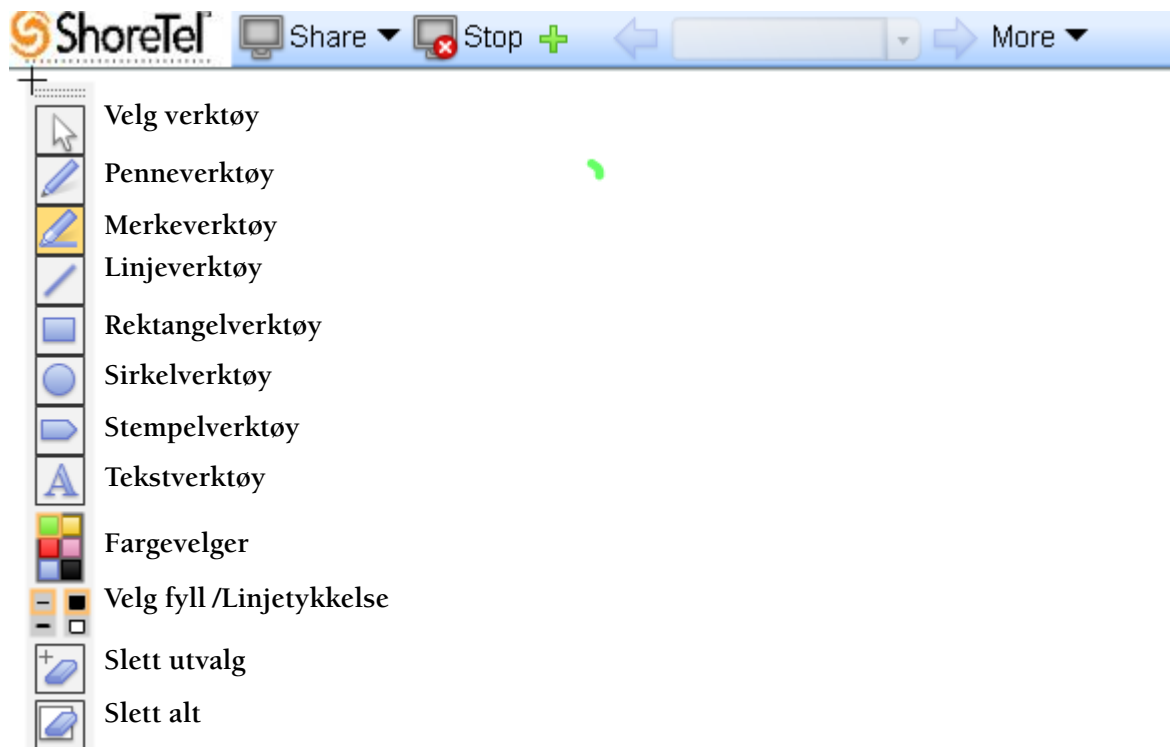 ShoreTel Share Stop More
Velg verktøy
Penneverktøy
Merkeverktøy
Linjeverktøy
Rektangelverktøy
Sirkelverktøy
Stempelverktøy
Tekstverktøy
Fargevelger
Velg fyll /Linjetykkelse
Slett utvalg
Slett alt